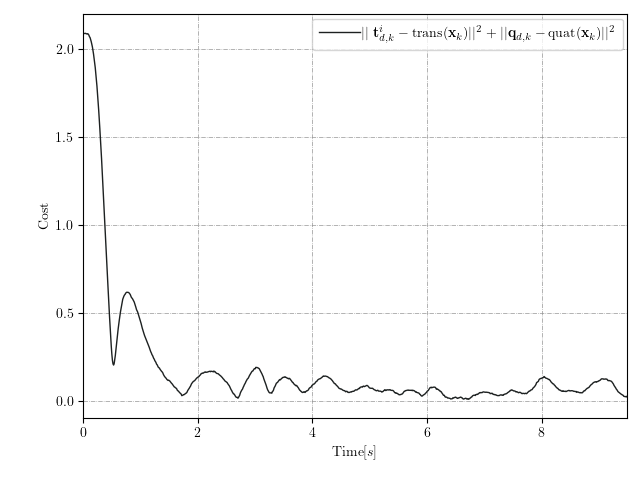 || t^i_{d,k} − trans(x_k)||^2 + ||q_{d,k} − quat(x_k)||^2
2.0
1.5
1.0
0.5
0.0
Cost
0 2 4 6 8
Time[s]